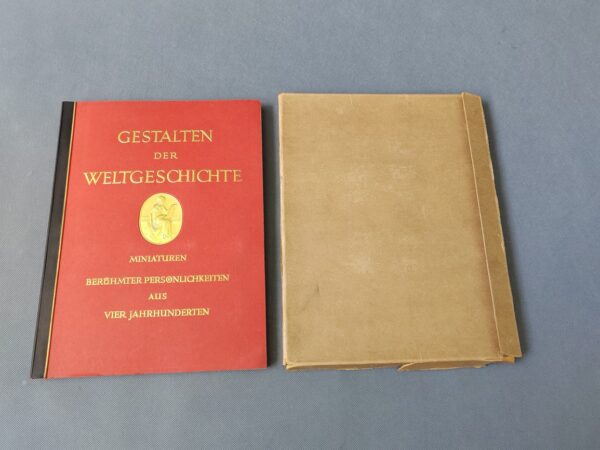 GESTALTEN
DER
WELTGESCHICHTE
MINIATUREN
BERÜHMTER PERSÖNLICHKEITEN
AUS
VIER JAHRHUNDERTEN